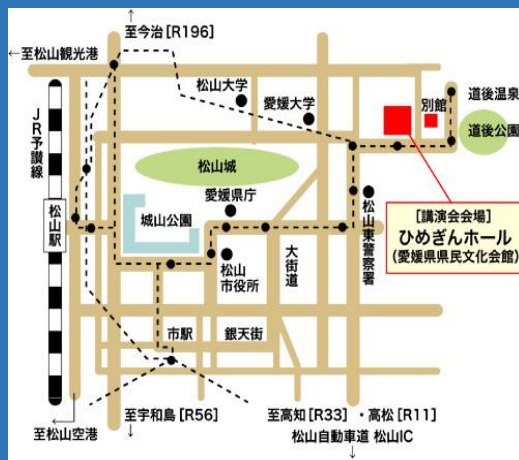 ↑
至今治[R196]
←至松山観光港
松山大学
愛媛大学
別館
道後温泉
道後公園
JR予讃線
松山城
松山駅
愛媛県庁
城山公園
[講演会会場]
ひめぎんホール
(愛媛県県民文化会館)
松山東警察署
大街道
松山
市役所
市駅
銀天街
至宇和島[R56]
↓
至高知[R33]・高松[R11]
松山自動車道 松山IC
↓
至松山空港